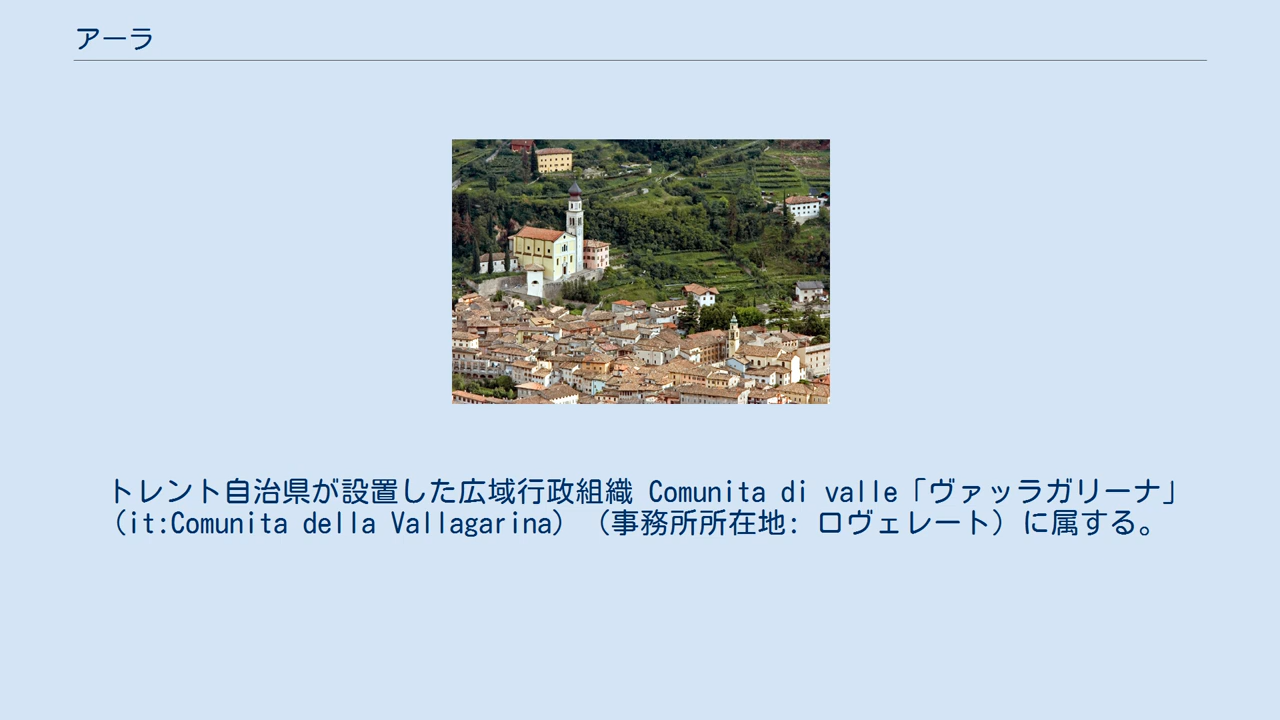 アーラ
トレント自治県が設置した広域行政組織 Comunita di valle「ヴァッラガリーナ」
（it:Comunita della Vallagarina）（事務所所在地: ロヴェレート）に属する。